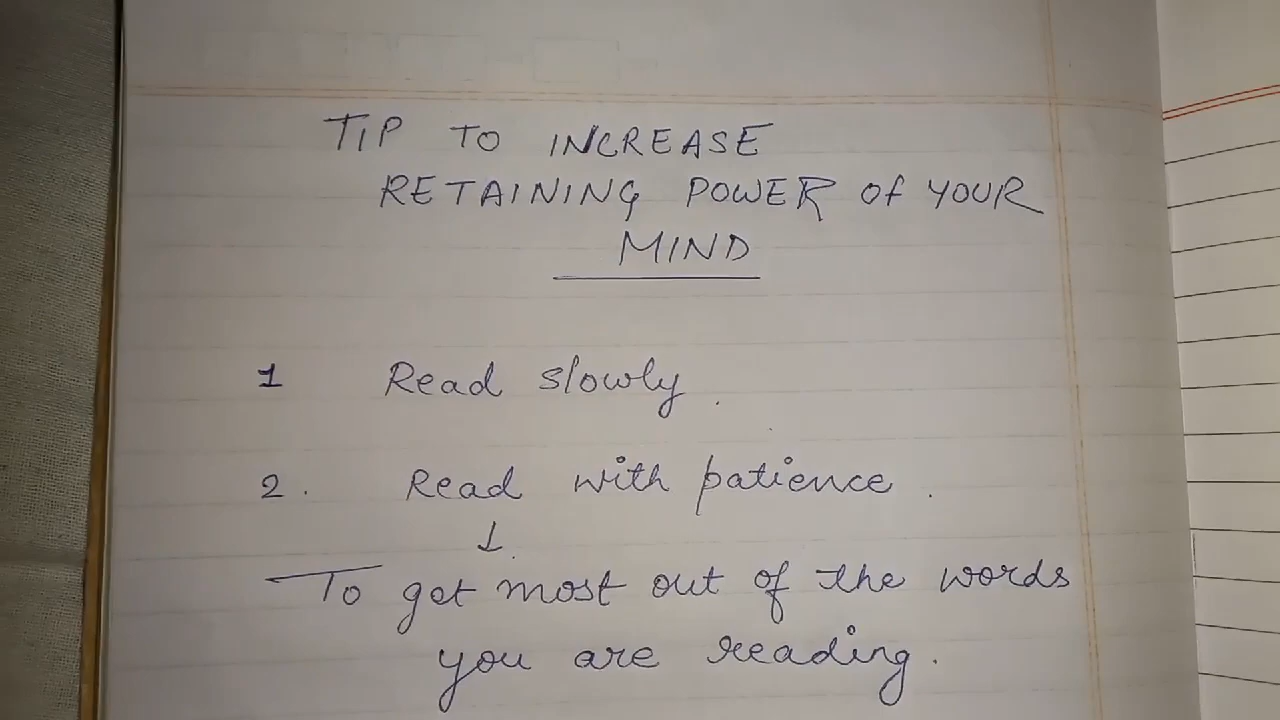 TIP TO INCREASE
RETAINING POWER Of YOUR
MIND
1 Read slowly.
2. Read with patience.
↓
To get most out of the words
you are reading.